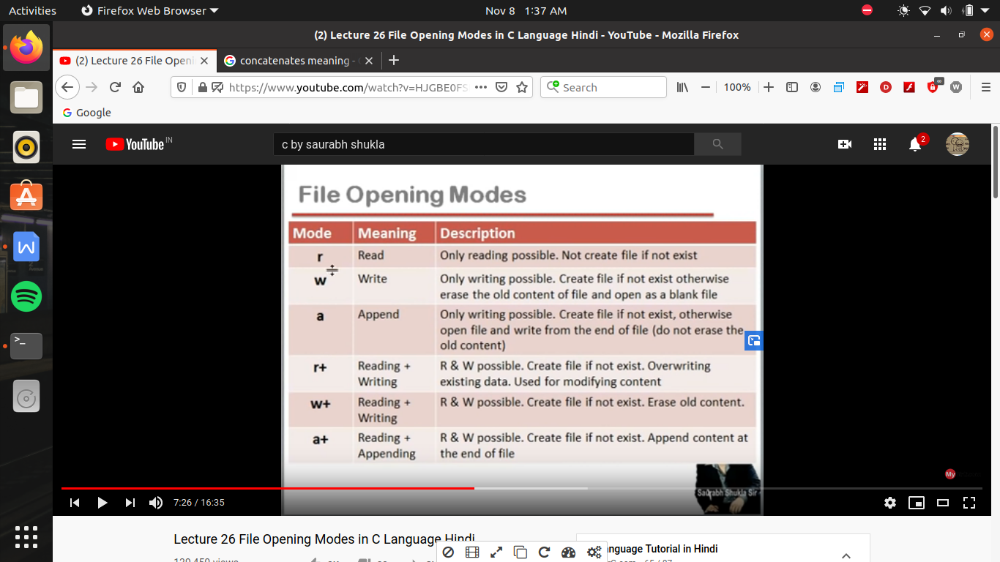 Activities
Firefox Web Browser
Nov 8 1:37 AM
(2) Lecture 26 File Opening Modes in C Language Hindi - YouTube - Mozilla Firefox
(2) Lecture 26 File Openi
concatenates meaning -
https://www.youtube.com/watch?v=HJGBE0FS
Search
100%
Google
YouTube IN
c by saurabh shukla
2
File Opening Modes
Mode Meaning Description
r Read Only reading possible. Not create file if not exist
w Write Only writing possible. Create file if not exist otherwise
erase the old content of file and open as a blank file
a Append Only writing possible. Create file if not exist, otherwise
open file and write from the end of file (do not erase the
old content)
r+ Reading + R & W possible. Create file if not exist. Overwriting
Writing existing data. Used for modifying content
w+ Reading + R & W possible. Create file if not exist. Erase old content.
Writing
a+ Reading + R & W possible. Create file if not exist. Append content at
Appending the end of file
My
Saurabh Shukla Sir
7:26 / 16:35
Lecture 26 File Opening Modes in C Language Hindi
anguage Tutorial in Hindi